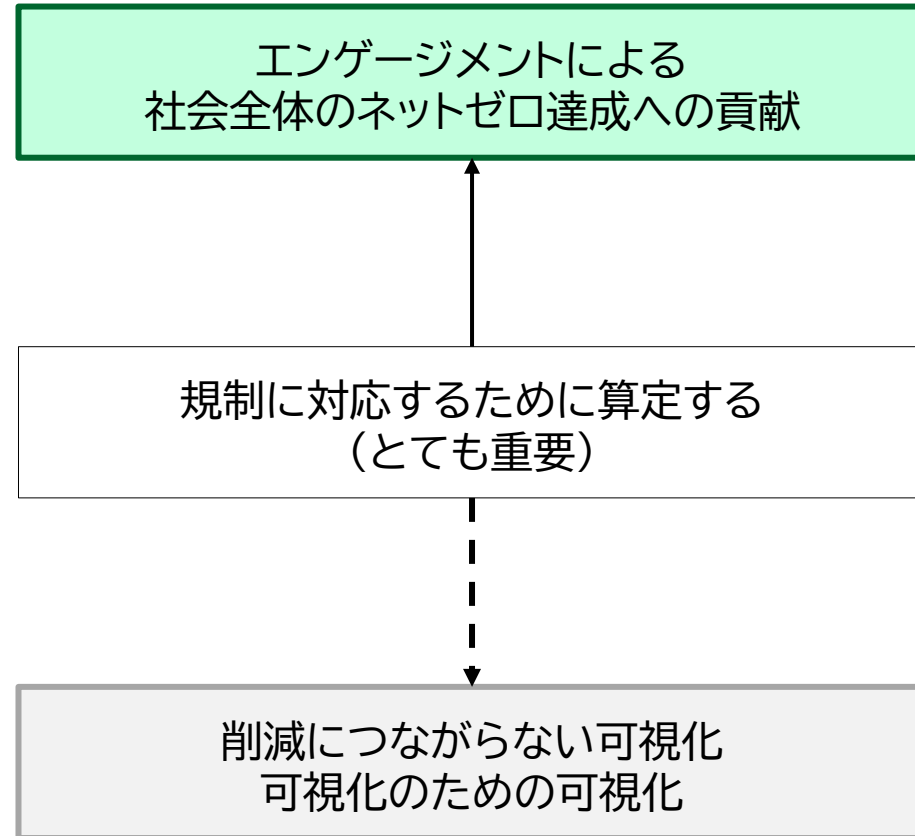 エンゲージメントによる
社会全体のネットゼロ達成への貢献
規制に対応するために算定する
（とても重要）
削減につながらない可視化
可視化のための可視化